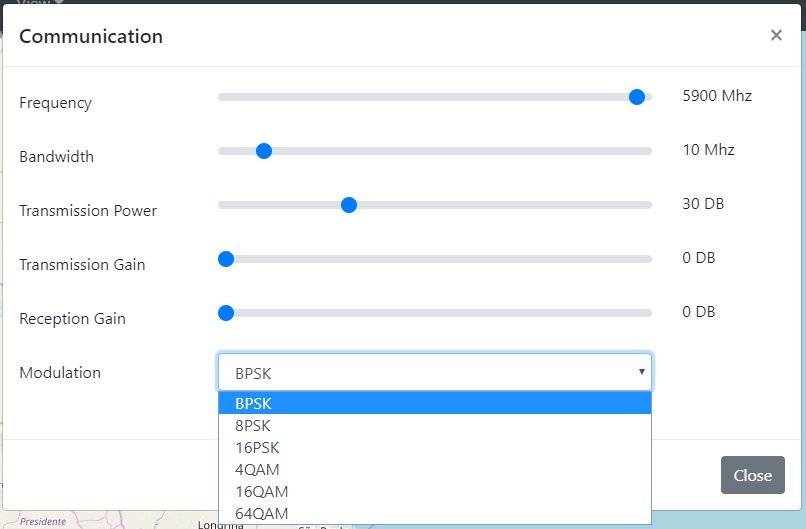 View
Communication ×
Frequency 5900 Mhz
Bandwidth 10 Mhz
Transmission Power 30 DB
Transmission Gain 0 DB
Reception Gain 0 DB
Modulation BPSK
BPSK
8PSK
16PSK
4QAM
16QAM
64QAM
Close
Presidente
Londrina